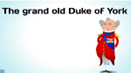 The grand old Duke of York